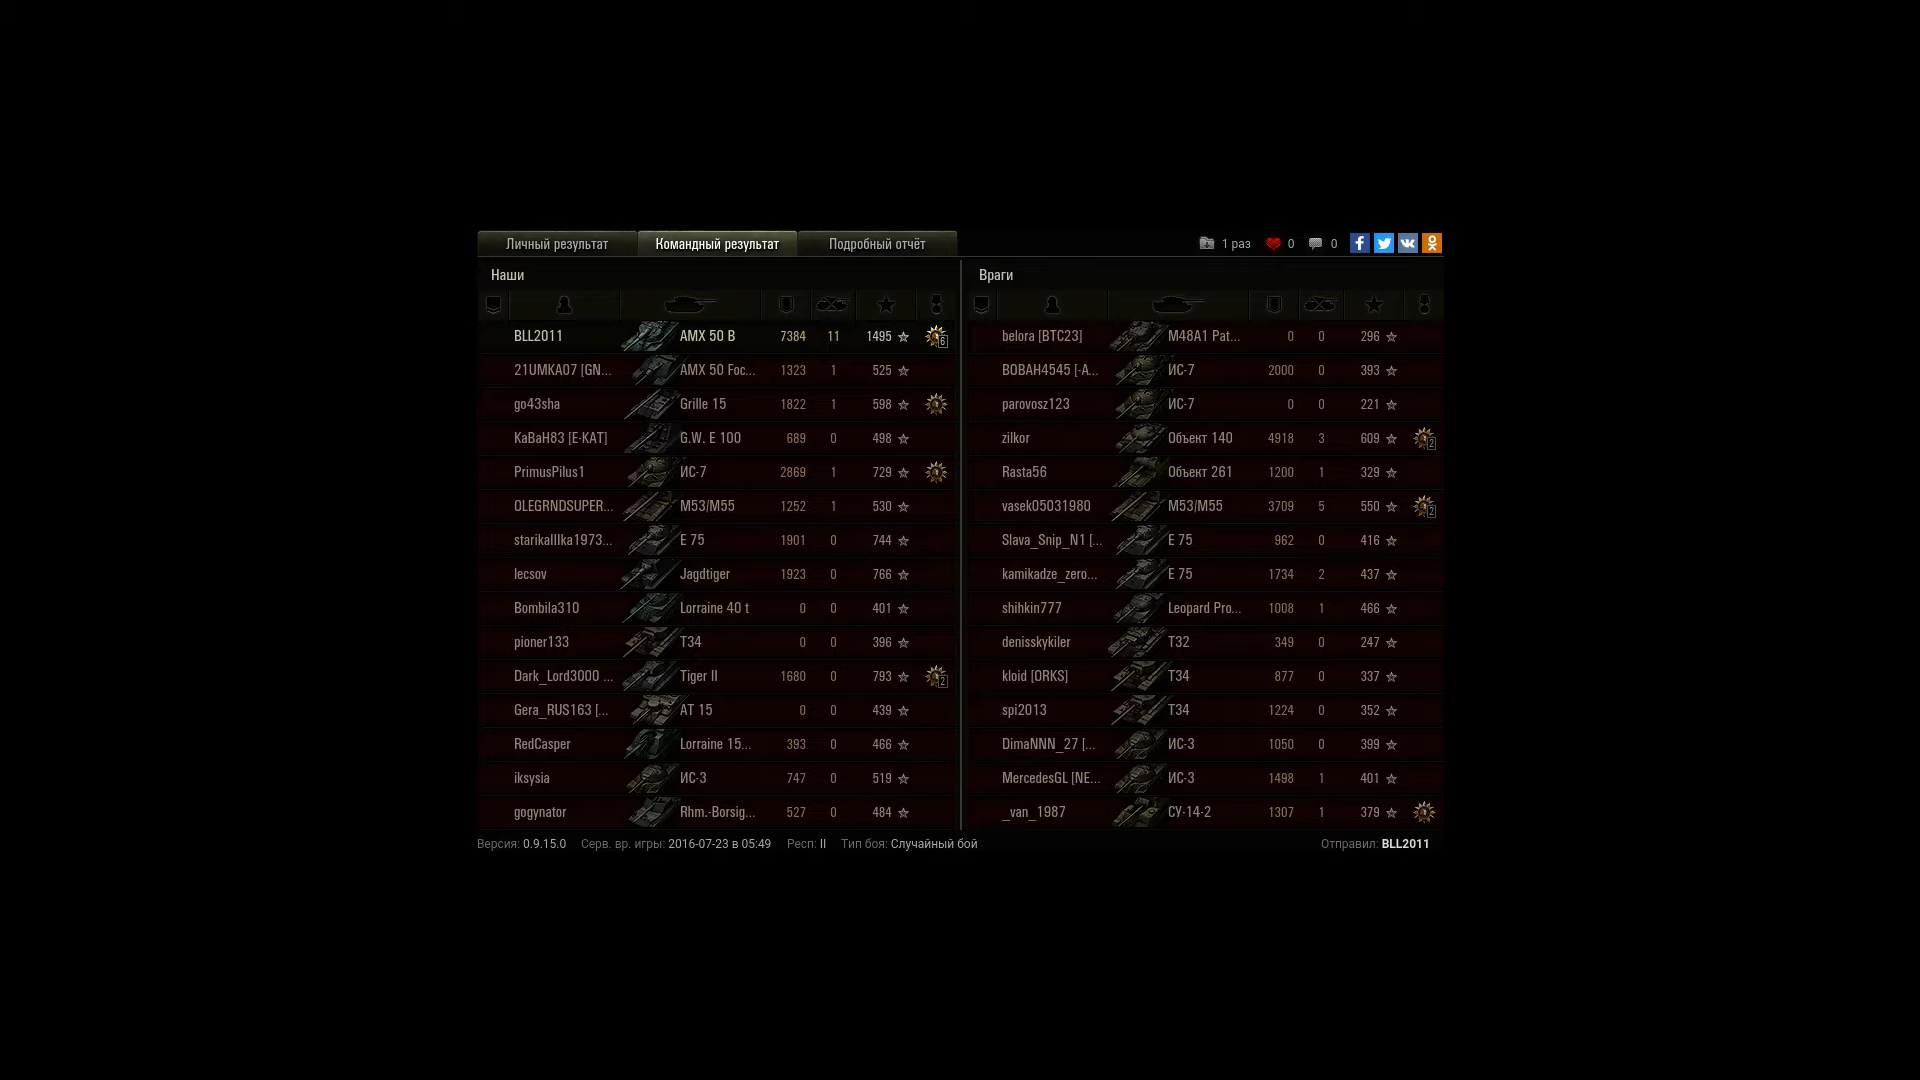 Личный результат Командный результат Подробный отчёт 1 раз 0 0
Наши Враги
BLL2011 AMX 50 B 7384 11 1495 6 belora [BTC23] M48A1 Pat... 0 0 296
21UMKA07 [GN... AMX 50 Foc... 1323 1 525 BOBAH4545 [-A... ИС-7 2000 0 393
go43sha Grille 15 1822 1 598 parovosz123 ИС-7 0 0 221
KaBaH83 [E-KAT] G.W. E 100 689 0 498 zilkor Объект 140 4918 3 609 2
PrimusPilus1 ИС-7 2869 1 729 Rasta56 Объект 261 1200 1 329
OLEGRNDSUPER... M53/M55 1252 1 530 vasek05031980 M53/M55 3709 5 550 2
starikaIIIka1973... E 75 1901 0 744 Slava_Snip_N1 [... E 75 962 0 416
lecsov Jagdtiger 1923 0 766 kamikadze_zero... E 75 1734 2 437
Bombila310 Lorraine 40 t 0 0 401 shihkin777 Leopard Pro... 1008 1 466
pioner133 T34 0 0 396 denisskykiler T32 349 0 247
Dark_Lord3000 ... Tiger II 1680 0 793 2 kloid [ORKS] T34 877 0 337
Gera_RUS163 [... AT 15 0 0 439 spi2013 T34 1224 0 352
RedCasper Lorraine 15... 393 0 466 DimaNNN_27 [... ИС-3 1050 0 399
iksysia ИС-3 747 0 519 MercedesGL [NE... ИС-3 1498 1 401
gogynator Rhm.-Borsig... 527 0 484 _van_1987 СУ-14-2 1307 1 379
Версия: 0.9.15.0 Серв. вр. игры: 2016-07-23 в 05:49 Респ: II Тип боя: Случайный бой Отправил: BLL2011